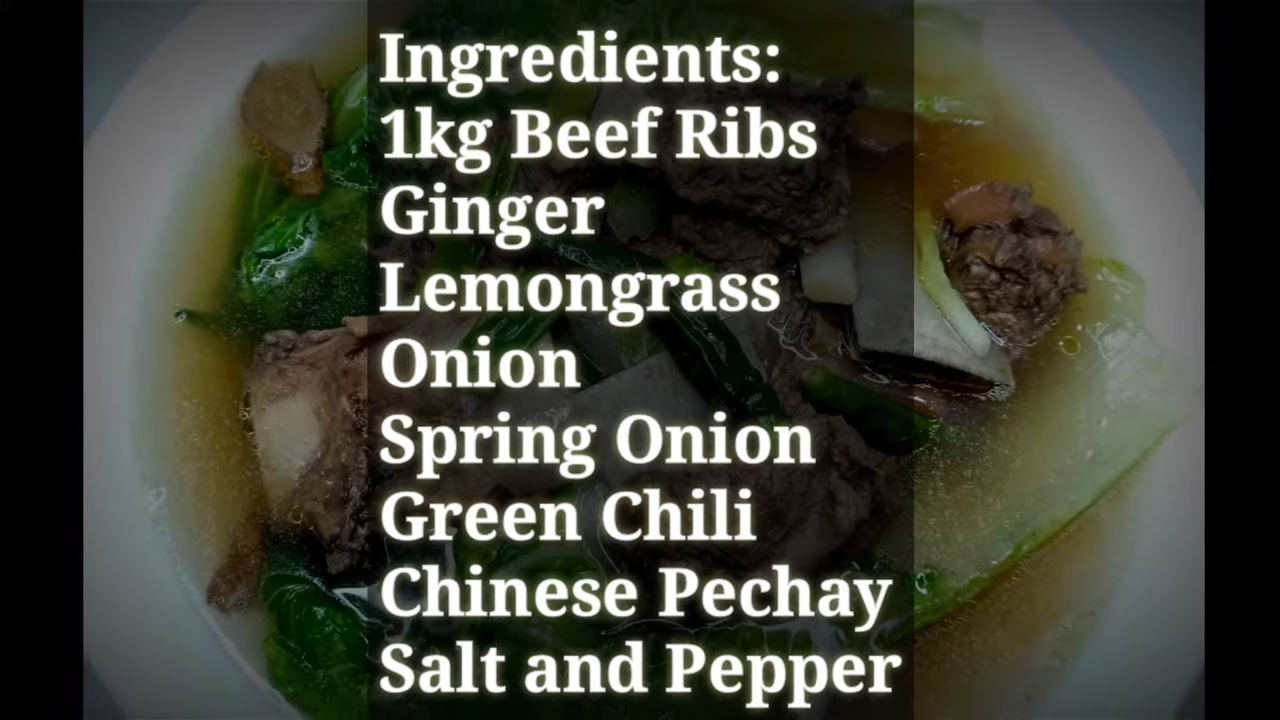 Ingredients:
1kg Beef Ribs
Ginger
Lemongrass
Onion
Spring Onion
Green Chili
Chinese Pechay
Salt and Pepper